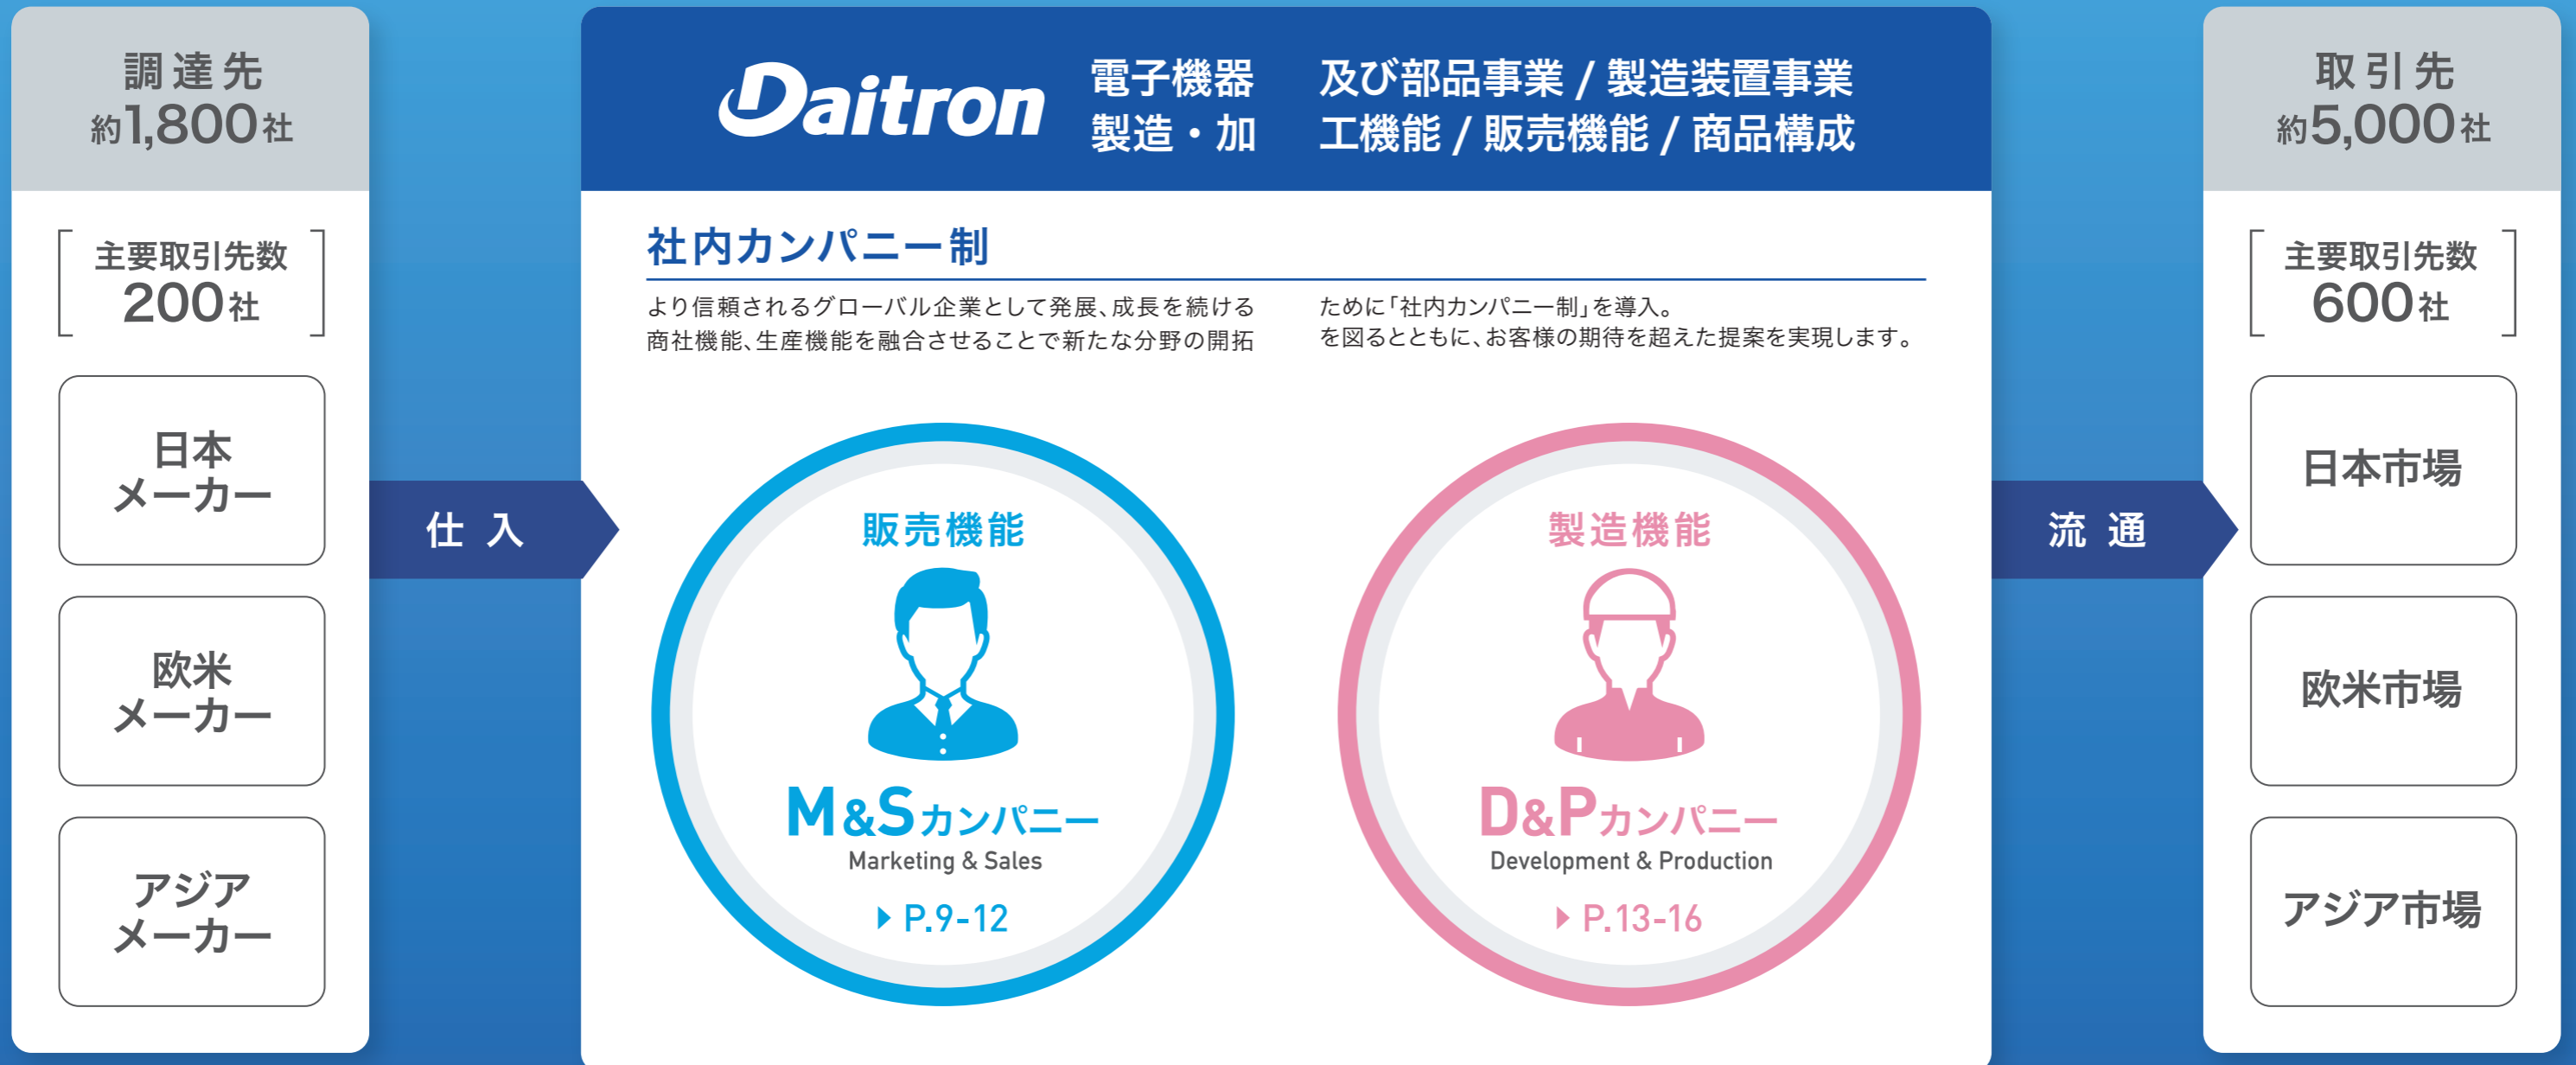 調達先
約1,800社
主要取引先数
200社
日本
メーカー
欧米
メーカー
アジア
メーカー
仕入
Daitron
電子機器 及び部品事業 / 製造装置事業
製造・加 工機能 / 販売機能 / 商品構成
社内カンパニー制
より信頼されるグローバル企業として発展、成長を続ける ために「社内カンパニー制」を導入。
商社機能、生産機能を融合させることで新たな分野の開拓 を図るとともに、お客様の期待を超えた提案を実現します。
販売機能
M&Sカンパニー
Marketing & Sales
P.9-12
製造機能
D&Pカンパニー
Development & Production
P.13-16
流通
取引先
約5,000社
主要取引先数
600社
日本市場
欧米市場
アジア市場